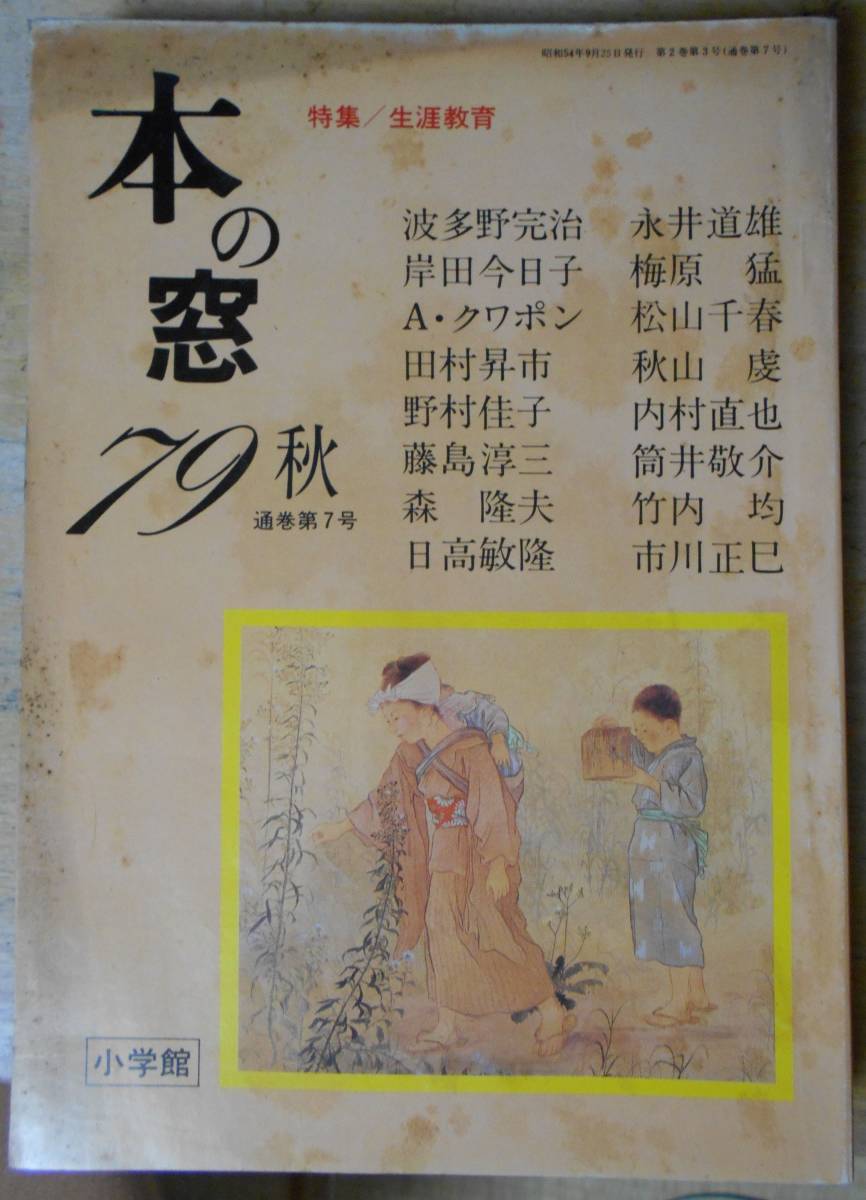 昭和54年9月25日発行 第2巻第3号(通巻第7号)
本の窓
特集/生涯教育
79秋
通巻第7号
永井道雄
梅原 猛
松山千春
秋山 虔
内村直也
筒井敬介
竹内 均
市川正巳
波多野完治
岸田今日子
A・クワポン
田村昇市
野村佳子
藤島淳三
森 隆夫
日高敏隆
小学館